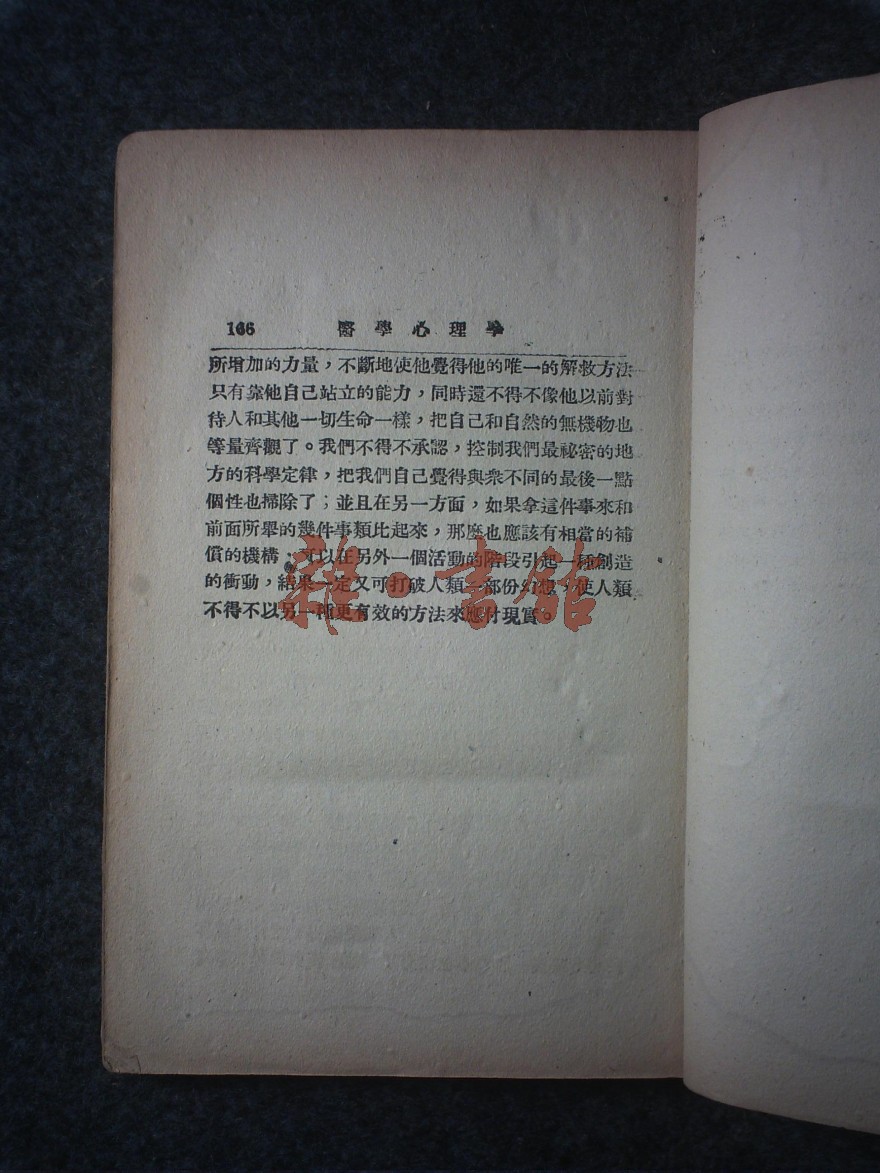 166 醫學心理學
所增加的力量，不斷地使他覺得他的唯一的解救方法
只有靠他自己站立的能力，同時還不得不像他以前對
待人和其他一切生命一樣，把自己和自然的無機物也
等量齊觀了。我們不得不承認，控制我們最祕密的地
方的科學定律，把我們自己覺得與衆不同的最後一點
個性也掃除了；並且在另一方面，如果拿這件事來和
前面所舉的幾件事類比起來，那麼也應該有相當的補
償的機構，可以在另外一個活動的階段引起一種創造
的衝動，結果一定又可打破人類一部份幻想，使人類
不得不以另一種更有效的方法來應付現實。
雜·書館